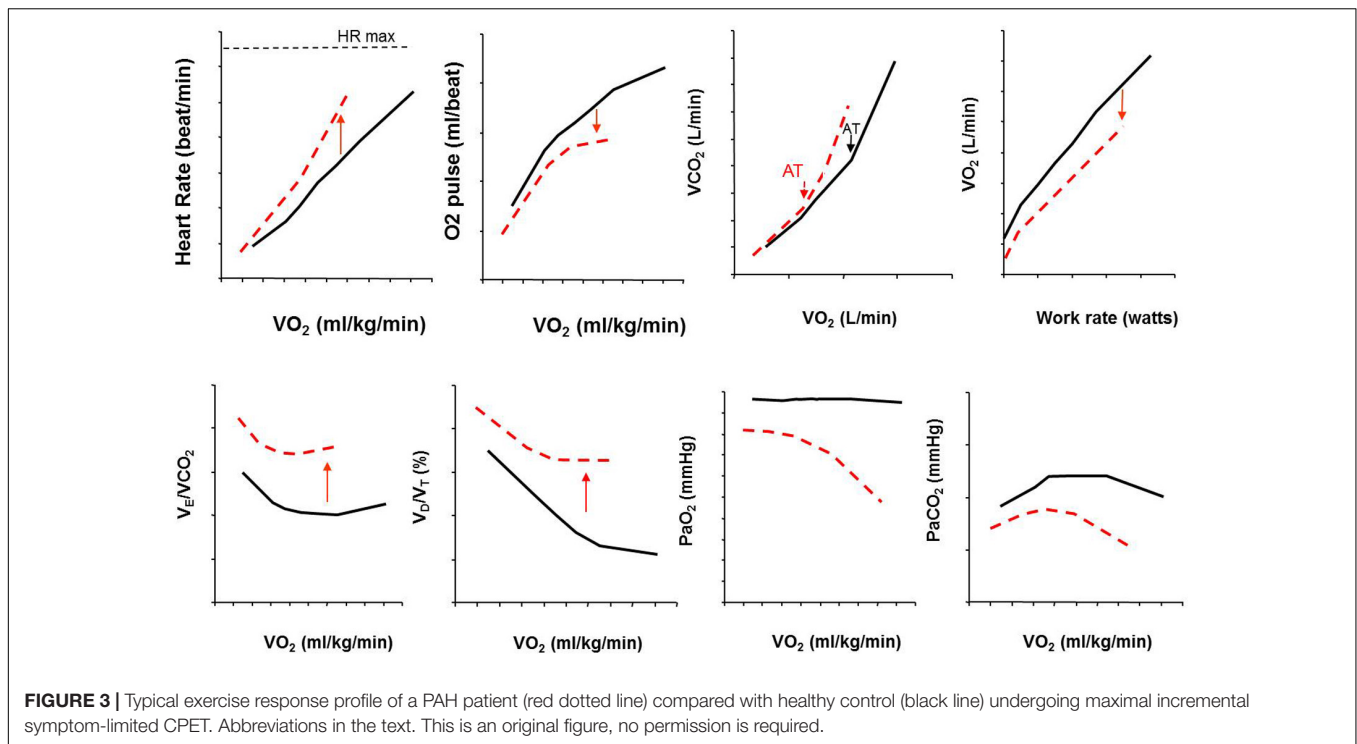 HR max
Heart Rate (beat/min)
VO2 (ml/kg/min)
O2 pulse (ml/beat)
VO2 (ml/kg/min)
VCO2 (L/min)
AT
AT
VO2 (L/min)
VO2 (L/min)
Work rate (watts)
VE/VCO2
VO2 (ml/kg/min)
VD/VT (%)
VO2 (ml/kg/min)
PaO2 (mmHg)
VO2 (ml/kg/min)
PaCO2 (mmHg)
VO2 (ml/kg/min)
FIGURE 3 | Typical exercise response profile of a PAH patient (red dotted line) compared with healthy control (black line) undergoing maximal incremental
symptom-limited CPET. Abbreviations in the text. This is an original figure, no permission is required.